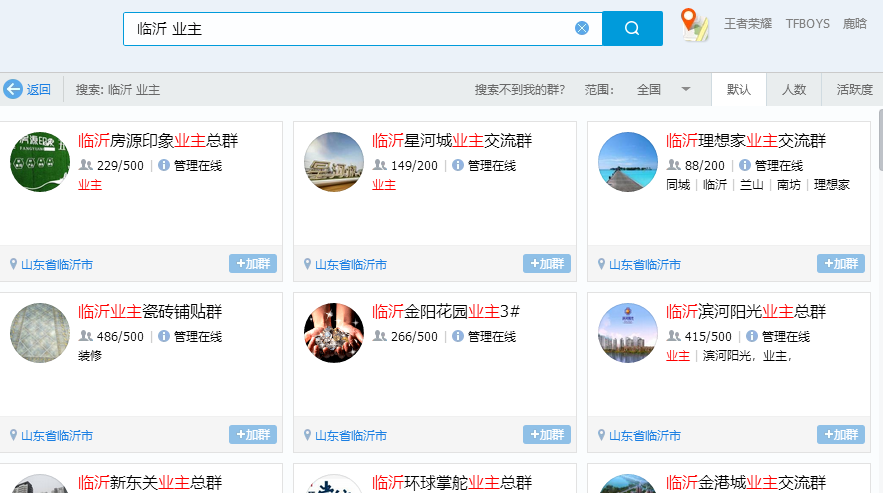 临沂 业主
王者荣耀 TFBOYS 鹿晗
返回 搜索: 临沂 业主 搜索不到我的群? 范围: 全国 默认 人数 活跃度
临沂房源印象业主总群
229/500 管理在线
业主
山东省临沂市 +加群
临沂星河城业主交流群
149/200 管理在线
业主
山东省临沂市 +加群
临沂理想家业主交流群
88/200 管理在线
同城 | 临沂 | 兰山 | 南坊 | 理想家
山东省临沂市 +加群
临沂业主瓷砖铺贴群
486/500 管理在线
装修
山东省临沂市 +加群
临沂金阳花园业主3#
266/500 管理在线
山东省临沂市 +加群
临沂滨河阳光业主总群
415/500 管理在线
业主 | 滨河阳光，业主，
山东省临沂市 +加群
临沂新东关业主总群
临沂环球掌舵业主总群
临沂金港城业主交流群